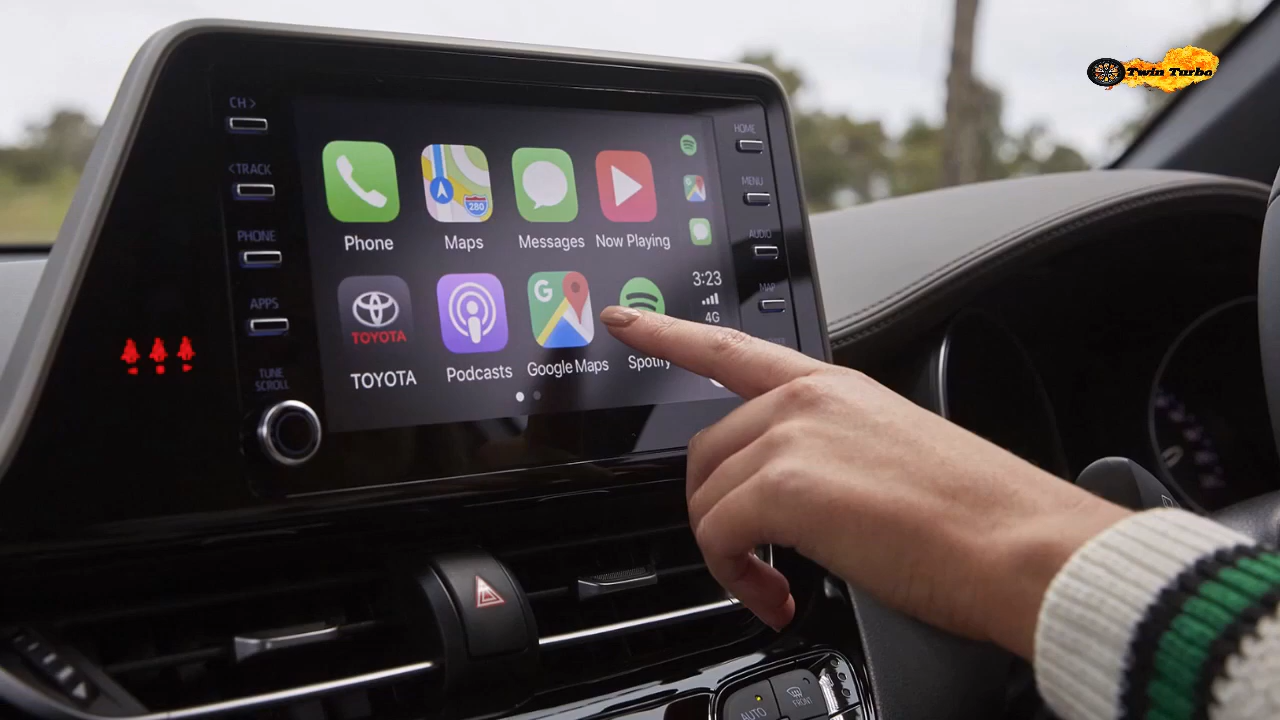 Twin Turbo
CH >
< TRACK
PHONE
APPS
TUNE
SCROLL
HOME
MENU
AUDIO
MAP
280
Phone
Maps
Messages
Now Playing
TOYOTA
G
TOYOTA
Podcasts
Google Maps
Spotify
3:23
4G
AUTO
FRONT